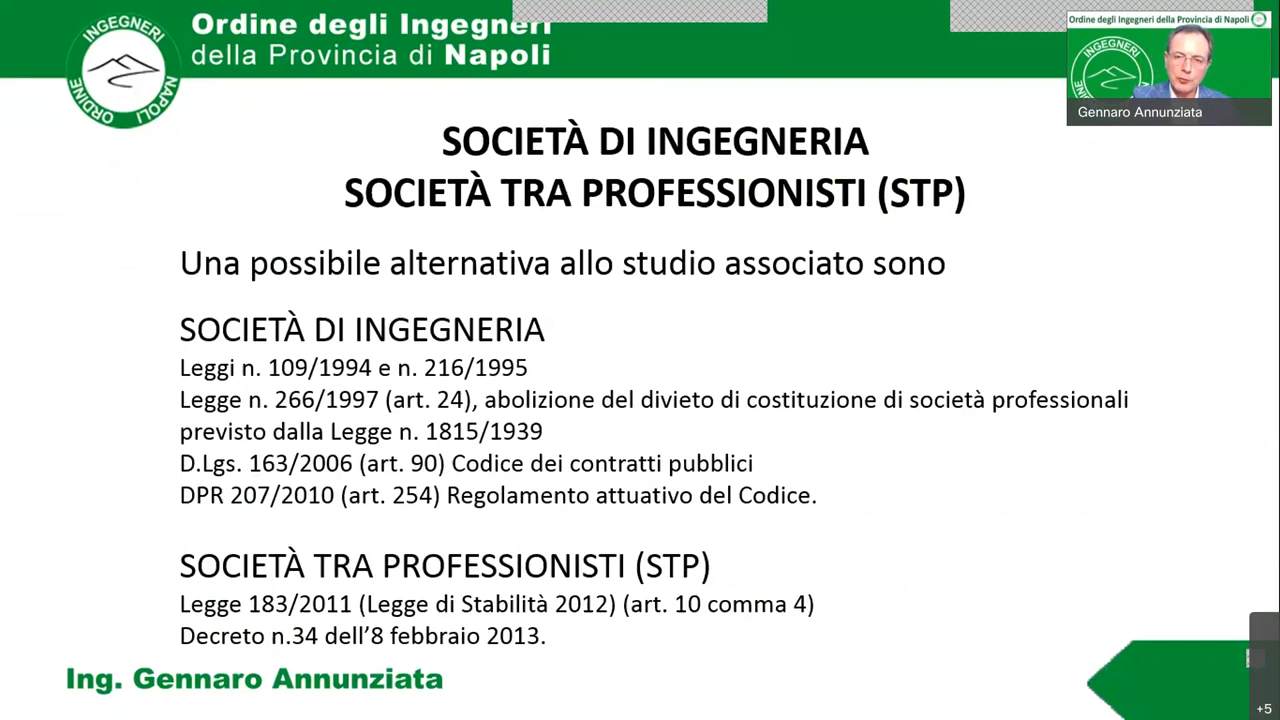 Ordine degli Ingegneri
della Provincia di Napoli
INGEGNERI
ORDINE
NAPOLI
Ordine degli Ingegneri della Provincia di Napoli
INGEGNERI
Gennaro Annunziata
SOCIETÀ DI INGEGNERIA
SOCIETÀ TRA PROFESSIONISTI (STP)
Una possibile alternativa allo studio associato sono
SOCIETÀ DI INGEGNERIA
Leggi n. 109/1994 e n. 216/1995
Legge n. 266/1997 (art. 24), abolizione del divieto di costituzione di società professionali
previsto dalla Legge n. 1815/1939
D.Lgs. 163/2006 (art. 90) Codice dei contratti pubblici
DPR 207/2010 (art. 254) Regolamento attuativo del Codice.
SOCIETÀ TRA PROFESSIONISTI (STP)
Legge 183/2011 (Legge di Stabilità 2012) (art. 10 comma 4)
Decreto n.34 dell’8 febbraio 2013.
Ing. Gennaro Annunziata
+5